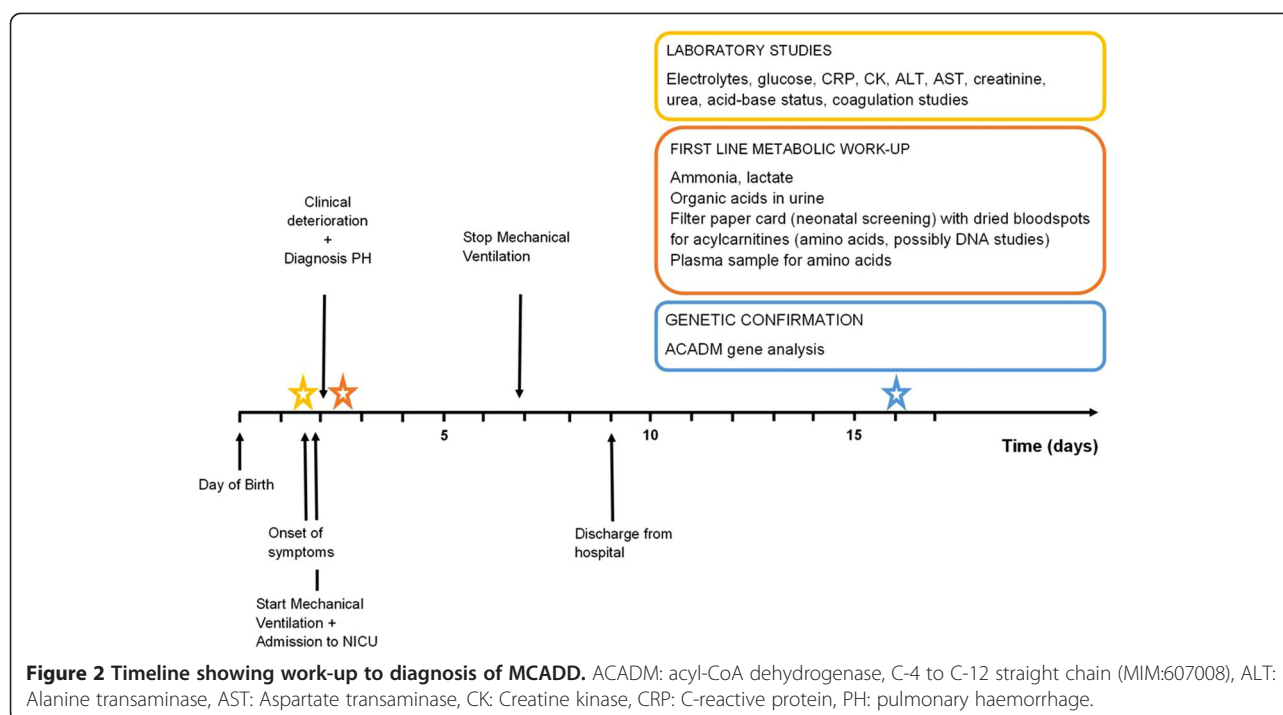 LABORATORY STUDIES
Electrolytes, glucose, CRP, CK, ALT, AST, creatinine,
urea, acid-base status, coagulation studies
FIRST LINE METABOLIC WORK-UP
Ammonia, lactate
Organic acids in urine
Filter paper card (neonatal screening) with dried bloodspots
for acylcarnitines (amino acids, possibly DNA studies)
Plasma sample for amino acids
GENETIC CONFIRMATION
ACADM gene analysis
Clinical
deterioration
+
Diagnosis PH
Stop Mechanical
Ventilation
5
10
15
Time (days)
Day of Birth
Onset of
symptoms
Start Mechanical
Ventilation +
Admission to NICU
Discharge from
hospital
Figure 2 Timeline showing work-up to diagnosis of MCADD. ACADM: acyl-CoA dehydrogenase, C-4 to C-12 straight chain (MIM:607008), ALT:
Alanine transaminase, AST: Aspartate transaminase, CK: Creatine kinase, CRP: C-reactive protein, PH: pulmonary haemorrhage.